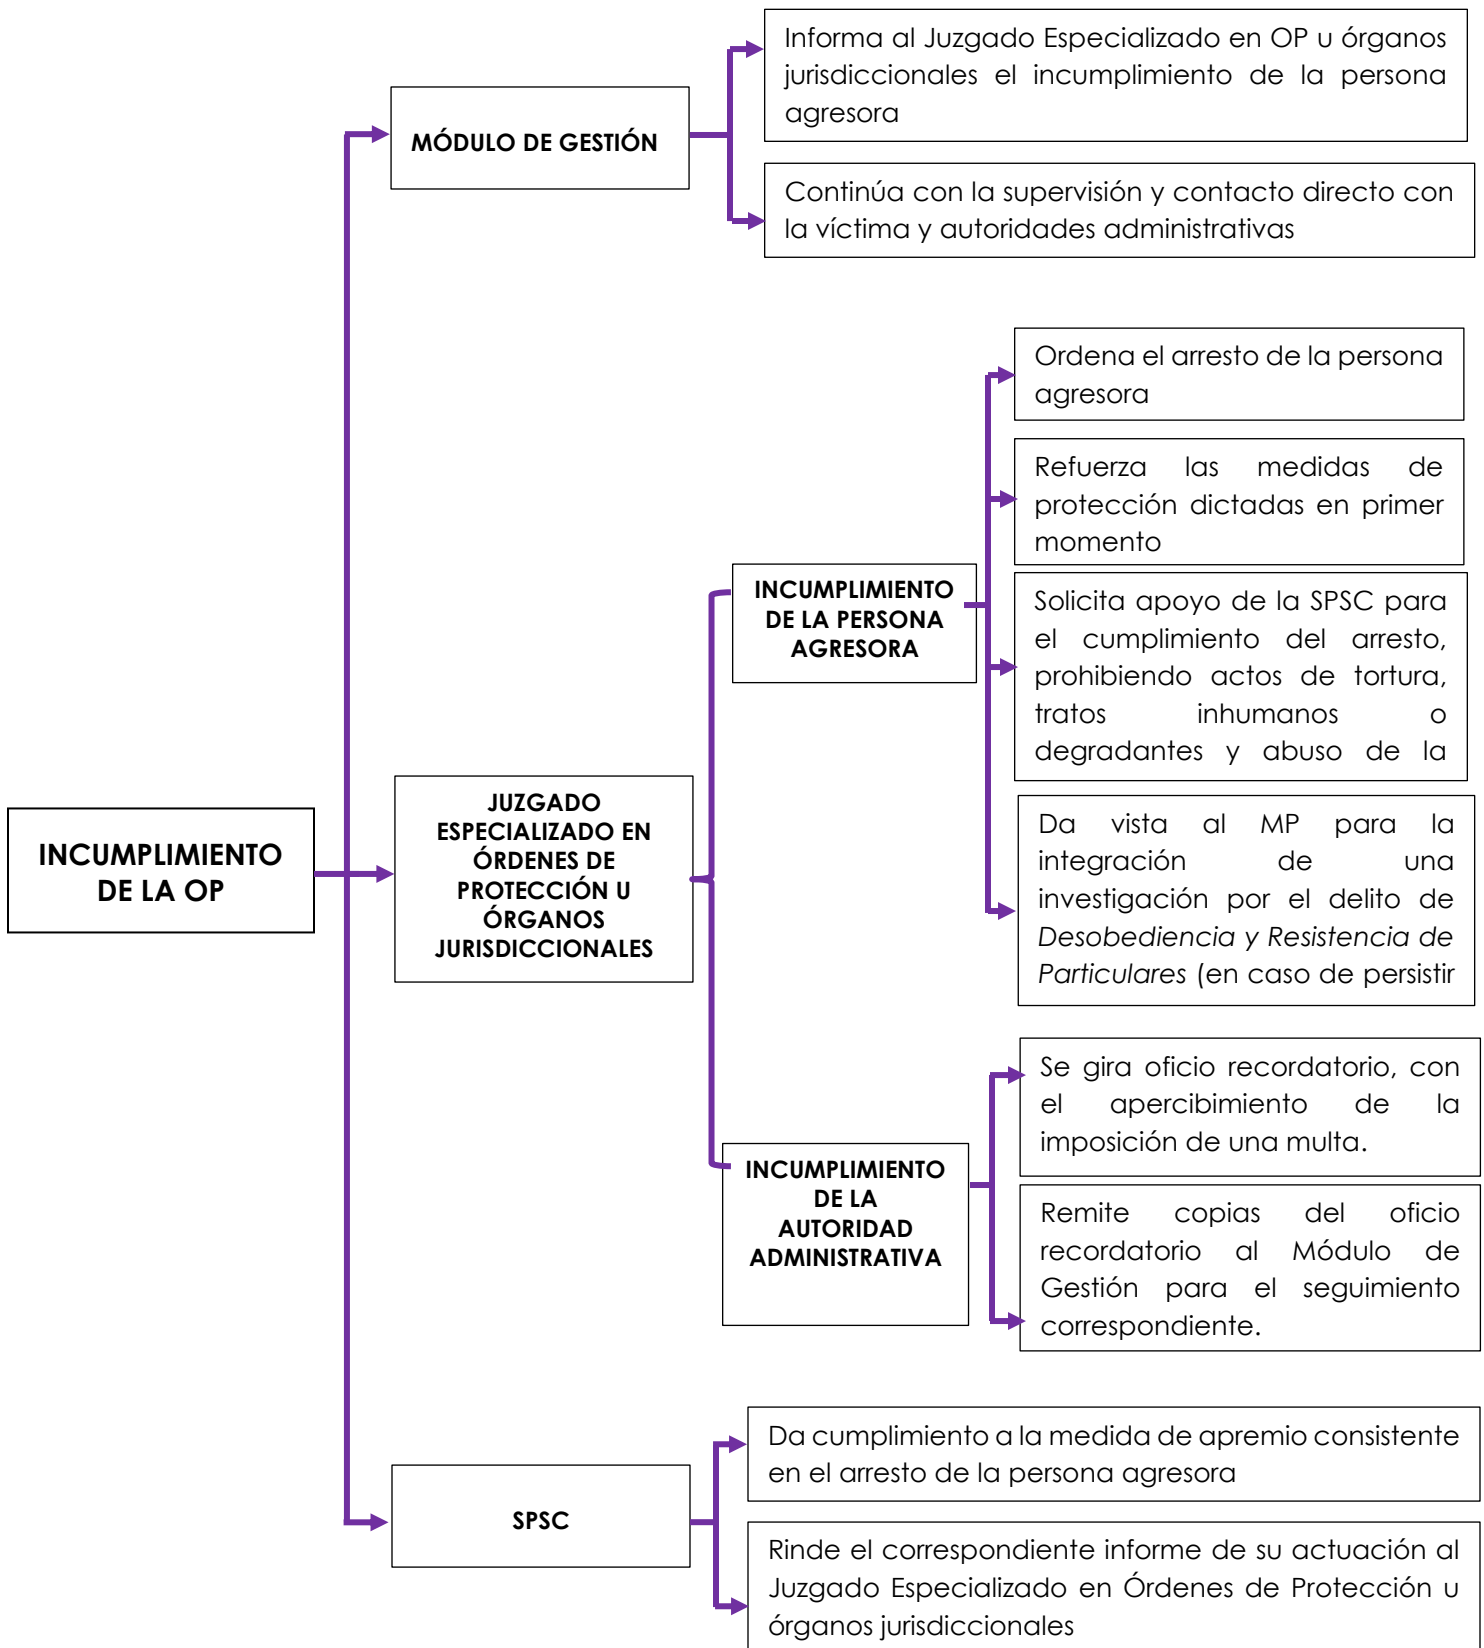 INCUMPLIMIENTO
DE LA OP
MÓDULO DE GESTIÓN
Informa al Juzgado Especializado en OP u órganos
jurisdiccionales el incumplimiento de la persona
agresora
Continúa con la supervisión y contacto directo con
la víctima y autoridades administrativas
JUZGADO
ESPECIALIZADO EN
ÓRDENES DE
PROTECCIÓN U
ÓRGANOS
JURISDICCIONALES
INCUMPLIMIENTO
DE LA PERSONA
AGRESORA
Ordena el arresto de la persona
agresora
Refuerza las medidas de
protección dictadas en primer
momento
Solicita apoyo de la SPSC para
el cumplimiento del arresto,
prohibiendo actos de tortura,
tratos inhumanos o
degradantes y abuso de la
Da vista al MP para la
integración de una
investigación por el delito de
Desobediencia y Resistencia de
Particulares (en caso de persistir
INCUMPLIMIENTO
DE LA
AUTORIDAD
ADMINISTRATIVA
Se gira oficio recordatorio, con
el apercibimiento de la
imposición de una multa.
Remite copias del oficio
recordatorio al Módulo de
Gestión para el seguimiento
correspondiente.
SPSC
Da cumplimiento a la medida de apremio consistente
en el arresto de la persona agresora
Rinde el correspondiente informe de su actuación al
Juzgado Especializado en Órdenes de Protección u
órganos jurisdiccionales